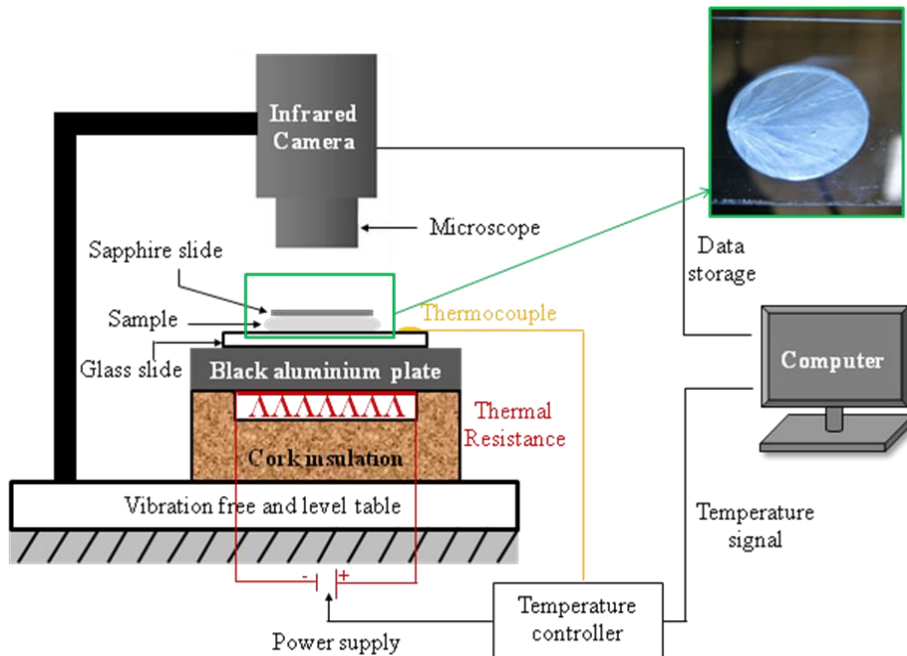 Infrared
Camera
Microscope
Sapphire slide
Sample
Glass slide
Thermocouple
Data
storage
Computer
Black aluminium plate
Thermal
Resistance
Cork insulation
Vibration free and level table
Temperature
signal
- +
Power supply
Temperature
controller